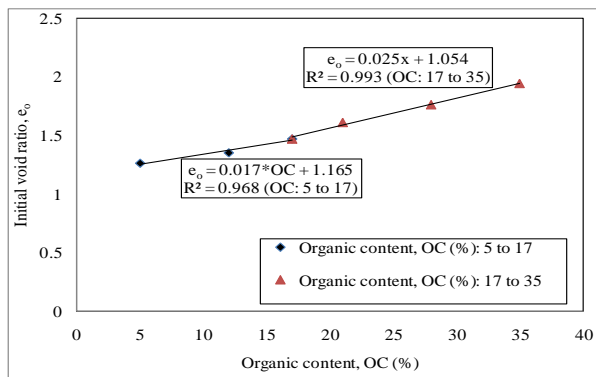 2.5
2
1.5
1
0.5
0
0 5 10 15 20 25 30 35 40
Initial void ratio, eₒ
Organic content, OC (%)
eₒ = 0.025x + 1.054
R² = 0.993 (OC: 17 to 35)
eₒ = 0.017*OC + 1.165
R² = 0.968 (OC: 5 to 17)
Organic content, OC (%): 5 to 17
Organic content, OC (%): 17 to 35